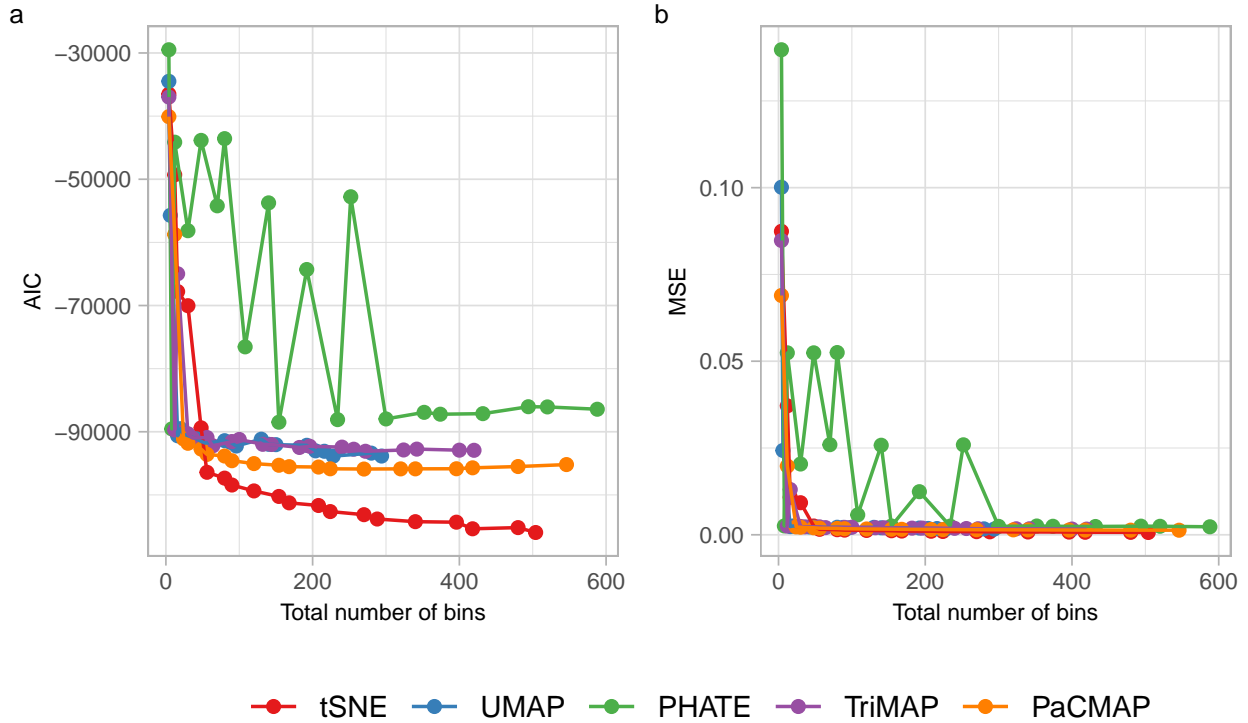 a
−30000
−50000
−70000
−90000
AIC
0 200 400 600
Total number of bins
b
0.10
0.05
0.00
MSE
0 200 400 600
Total number of bins
tSNE UMAP PHATE TriMAP PaCMAP